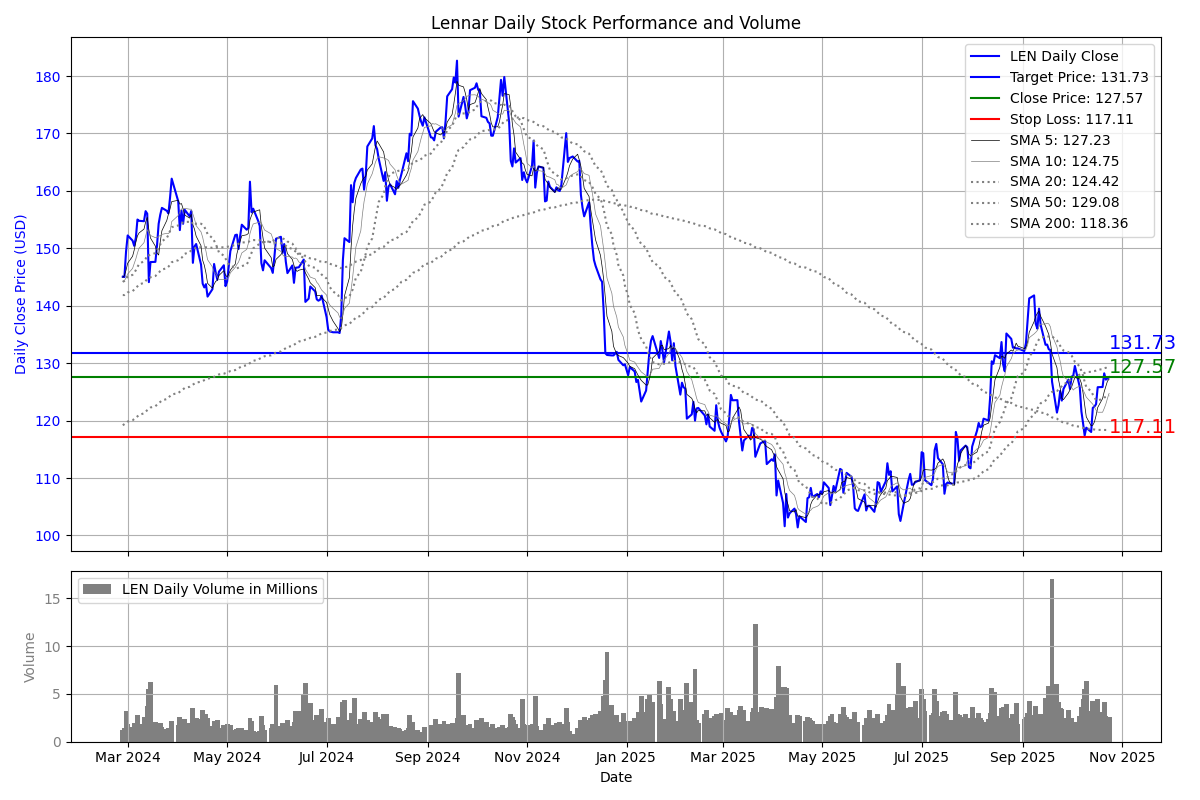 Lennar Daily Stock Performance and Volume
Daily Close Price (USD)
180
170
160
150
140
130
120
110
100
LEN Daily Close
Target Price: 131.73
Close Price: 127.57
Stop Loss: 117.11
SMA 5: 127.23
SMA 10: 124.75
SMA 20: 124.42
SMA 50: 129.08
SMA 200: 118.36
131.73
127.57
117.11
LEN Daily Volume in Millions
Volume
15
10
5
0
Mar 2024 May 2024 Jul 2024 Sep 2024 Nov 2024 Jan 2025 Mar 2025 May 2025 Jul 2025 Sep 2025 Nov 2025
Date